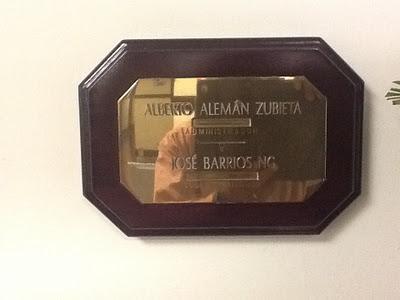 ALBERTO ALEMÁN ZUBIETA
ADMINISTRADOR
Y
JOSÉ BARRIOS NG